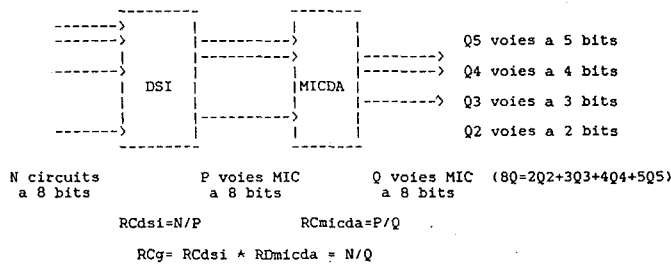 Q5 voies a 5 bits
DSI MICDA Q4 voies a 4 bits
Q3 voies a 3 bits
Q2 voies a 2 bits
N circuits a 8 bits
P voies MIC a 8 bits
Q voies MIC a 8 bits
(8Q=2Q2+3Q3+4Q4+5Q5)
RCdsi=N/P RCmicda=P/Q
RCg= RCdsi * RDmicda = N/Q